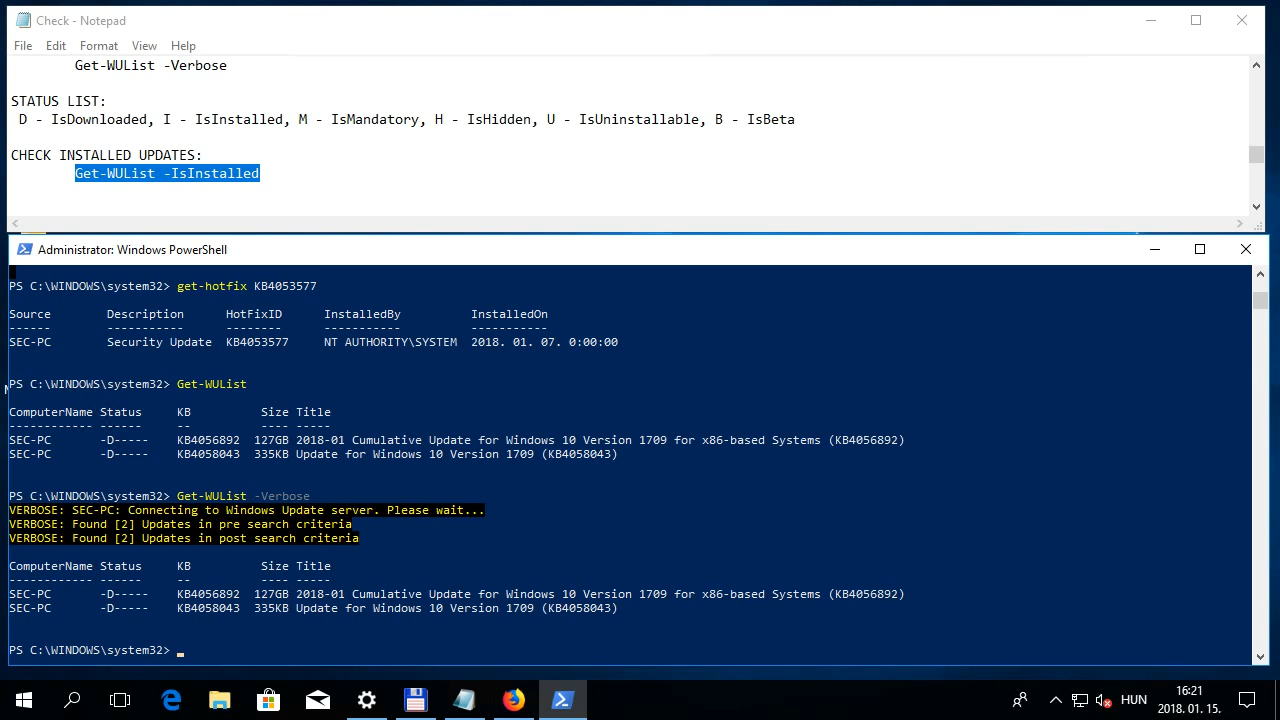 Check - Notepad
File Edit Format View Help
Get-WUList -Verbose
STATUS LIST:
D - IsDownloaded, I - IsInstalled, M - IsMandatory, H - IsHidden, U - IsUninstallable, B - IsBeta
CHECK INSTALLED UPDATES:
Get-WUList -IsInstalled
Administrator: Windows PowerShell
PS C:\WINDOWS\system32> get-hotfix KB4053577
Source Description HotFixID InstalledBy InstalledOn
------ ----------- -------- ----------- -----------
SEC-PC Security Update KB4053577 NT AUTHORITY\SYSTEM 2018. 01. 07. 0:00:00
PS C:\WINDOWS\system32> Get-WUList
ComputerName Status KB Size Title
------------ ------ -- ---- -----
SEC-PC -D----- KB4056892 127GB 2018-01 Cumulative Update for Windows 10 Version 1709 for x86-based Systems (KB4056892)
SEC-PC -D----- KB4058043 335KB Update for Windows 10 Version 1709 (KB4058043)
PS C:\WINDOWS\system32> Get-WUList -Verbose
VERBOSE: SEC-PC: Connecting to Windows Update server. Please wait...
VERBOSE: Found [2] Updates in pre search criteria
VERBOSE: Found [2] Updates in post search criteria
ComputerName Status KB Size Title
------------ ------ -- ---- -----
SEC-PC -D----- KB4056892 127GB 2018-01 Cumulative Update for Windows 10 Version 1709 for x86-based Systems (KB4056892)
SEC-PC -D----- KB4058043 335KB Update for Windows 10 Version 1709 (KB4058043)
PS C:\WINDOWS\system32>
HUN
16:21
2018. 01. 15.